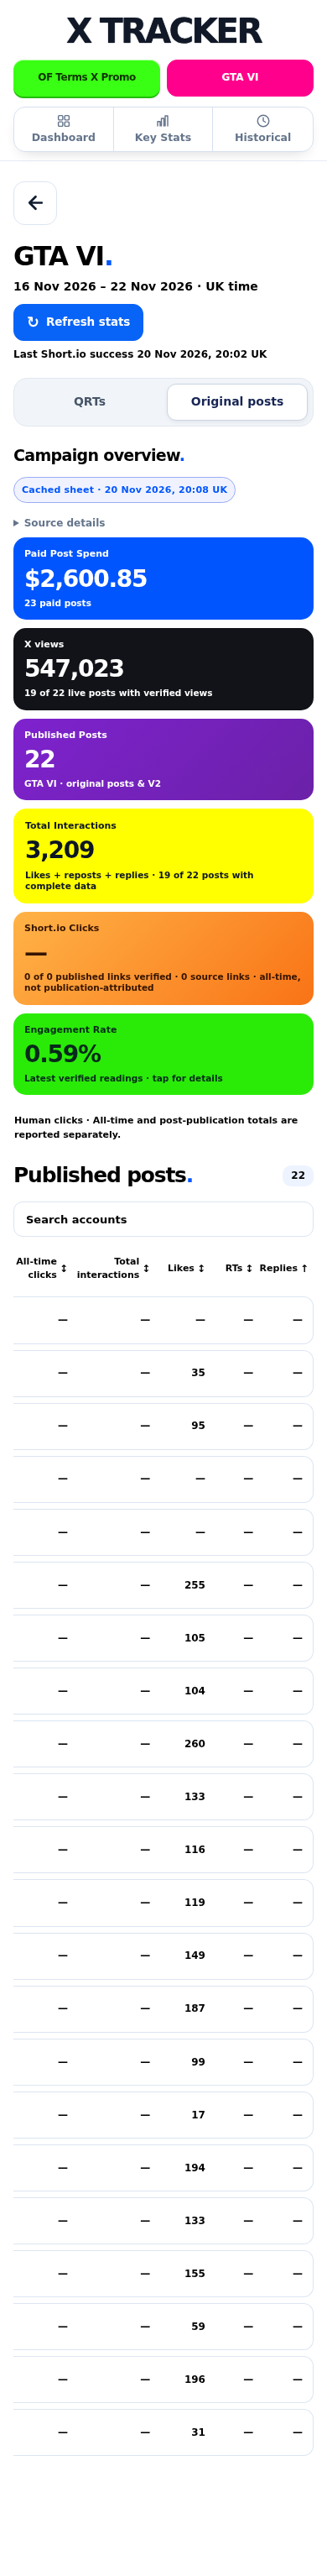 X TRACKER
OF Terms X Promo
GTA VI
Dashboard
Key Stats
Historical
←
GTA VI.
16 Nov 2026 – 22 Nov 2026 · UK time
↻ Refresh stats
Last Short.io success 20 Nov 2026, 20:02 UK
QRTs
Original posts
Campaign overview.
Cached sheet · 20 Nov 2026, 20:08 UK
▶ Source details
Paid Post Spend
$2,600.85
23 paid posts
X views
547,023
19 of 22 live posts with verified views
Published Posts
22
GTA VI · original posts & V2
Total Interactions
3,209
Likes + reposts + replies · 19 of 22 posts with
complete data
Short.io Clicks
—
0 of 0 published links verified · 0 source links · all-time,
not publication-attributed
Engagement Rate
0.59%
Latest verified readings · tap for details
Human clicks · All-time and post-publication totals are
reported separately.
Published posts.
22
Search accounts
All-time clicks ↕ Total interactions ↕ Likes ↕ RTs ↕ Replies ↑
— — — — —
— — 35 — —
— — 95 — —
— — — — —
— — — — —
— — 255 — —
— — 105 — —
— — 104 — —
— — 260 — —
— — 133 — —
— — 116 — —
— — 119 — —
— — 149 — —
— — 187 — —
— — 99 — —
— — 17 — —
— — 194 — —
— — 133 — —
— — 155 — —
— — 59 — —
— — 196 — —
— — 31 — —